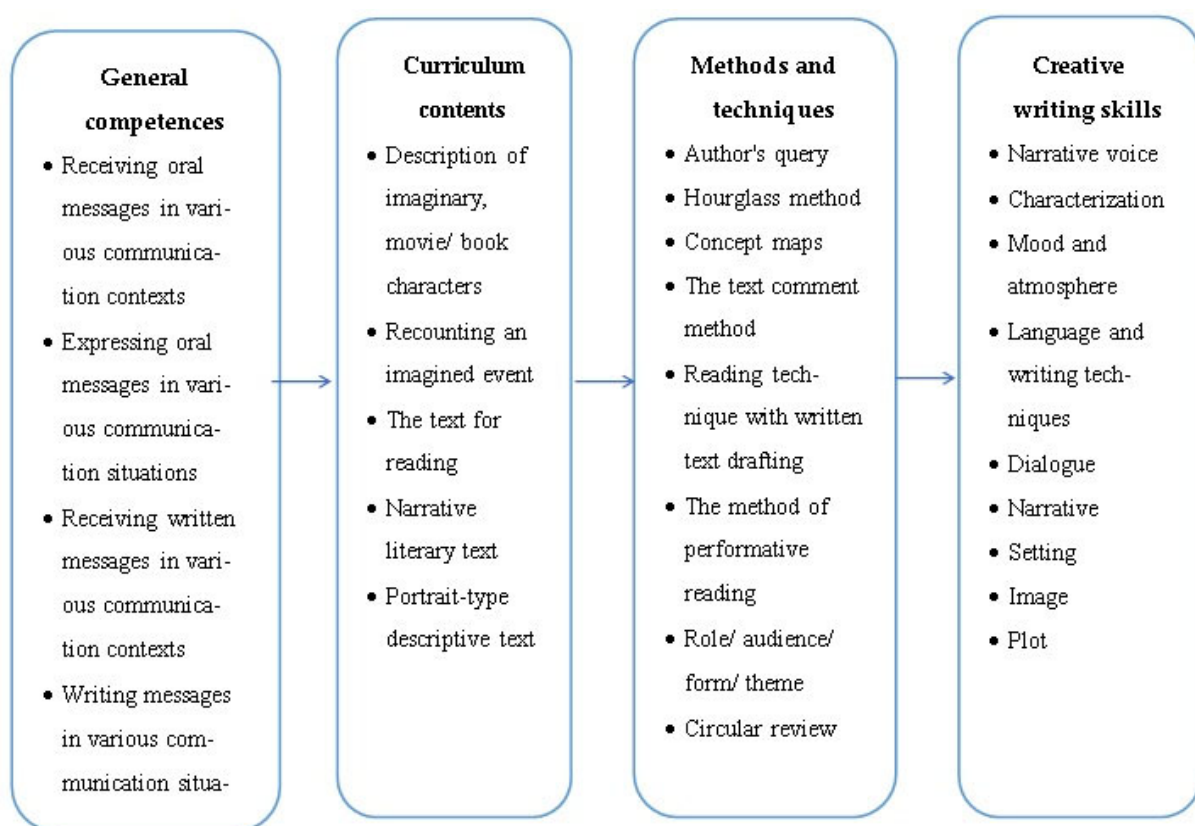 General
competences
• Receiving oral
messages in vari-
ous communica-
tion contexts
• Expressing oral
messages in vari-
ous communica-
tion situations
• Receiving written
messages in vari-
ous communica-
tion contexts
• Writing messages
in various com-
munication situa-
Curriculum
contents
• Description of
imaginary,
movie/ book
characters
• Recounting an
imagined event
• The text for
reading
• Narrative
literary text
• Portrait-type
descriptive text
Methods and
techniques
• Author's query
• Hourglass method
• Concept maps
• The text comment
method
• Reading tech-
nique with written
text drafting
• The method of
performative
reading
• Role/ audience/
form/ theme
• Circular review
Creative
writing skills
• Narrative voice
• Characterization
• Mood and
atmosphere
• Language and
writing tech-
niques
• Dialogue
• Narrative
• Setting
• Image
• Plot